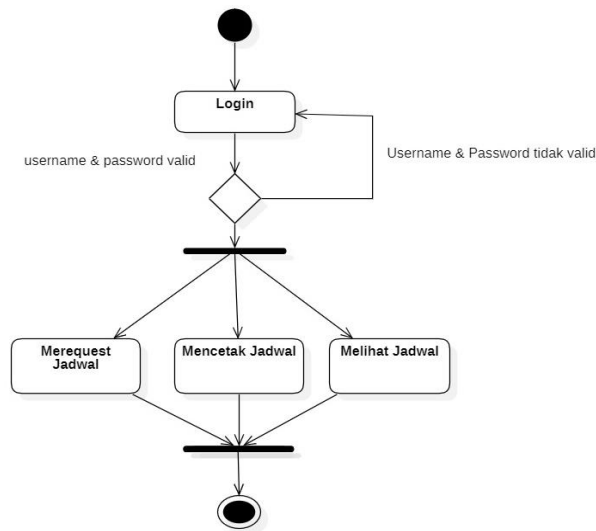 Login
username & password valid
Username & Password tidak valid
Merequest
Jadwal
Mencetak Jadwal
Melihat Jadwal